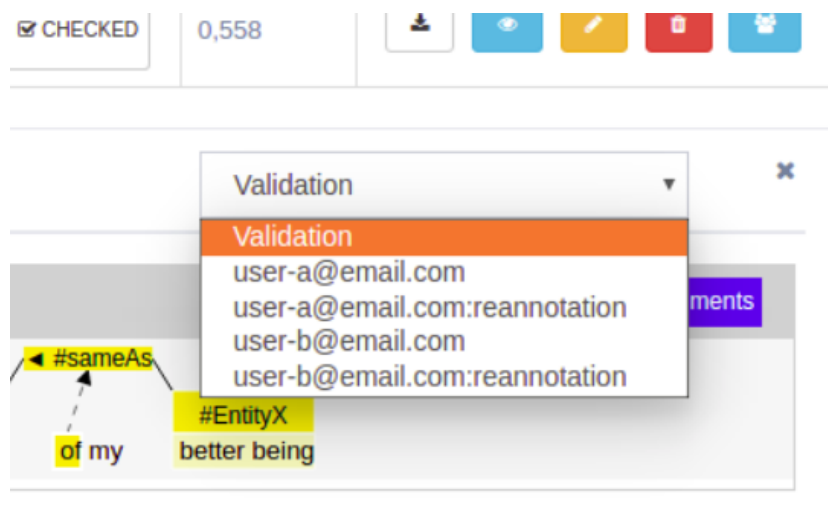 CHECKED
0,558
Validation
Validation
user-a@email.com
user-a@email.com:reannotation
ments
user-b@email.com
user-b@email.com:reannotation
#sameAs
#EntityX
of my
better being